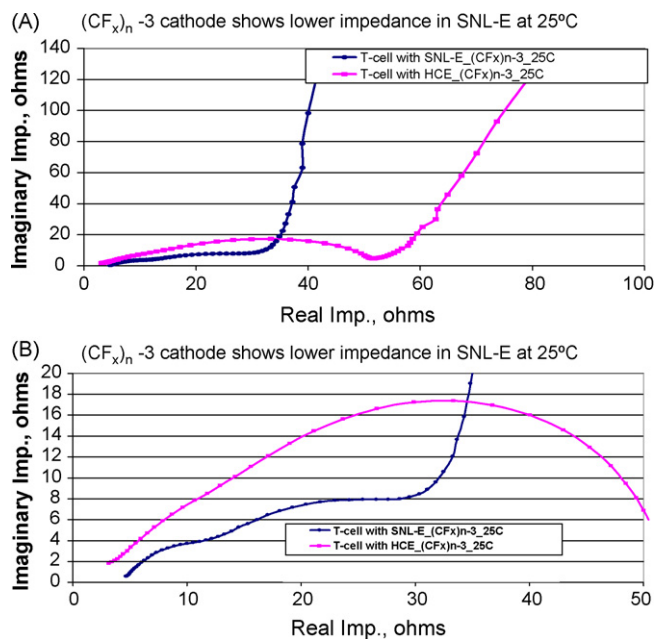 (A) (CFx)n -3 cathode shows lower impedance in SNL-E at 25ºC
T-cell with SNL-E_(CFx)n-3_25C
T-cell with HCE_(CFx)n-3_25C
Imaginary Imp., ohms
140
120
100
80
60
40
20
0
0 20 40 60 80 100
Real Imp., ohms
(B) (CFx)n -3 cathode shows lower impedance in SNL-E at 25ºC
Imaginary Imp., ohms
20
18
16
14
12
10
8
6
4
2
0
T-cell with SNL-E_(CFx)n-3_25C
T-cell with HCE_(CFx)n-3_25C
0 10 20 30 40 50
Real Imp., ohms